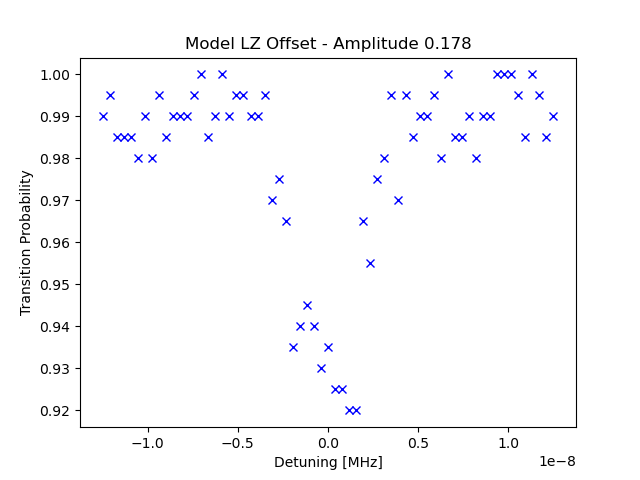 Model LZ Offset - Amplitude 0.178
Transition Probability
1.00
0.99
0.98
0.97
0.96
0.95
0.94
0.93
0.92
−1.0 −0.5 0.0 0.5 1.0
1e−8
Detuning [MHz]